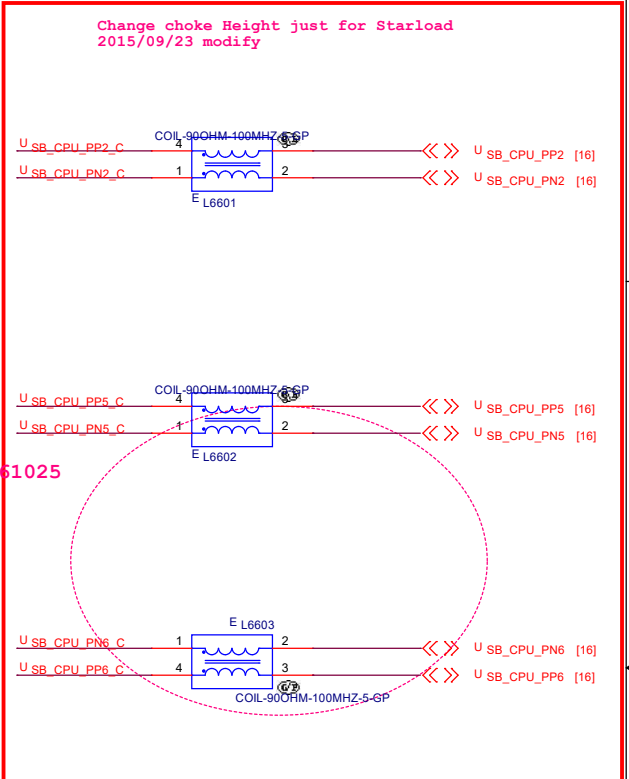 Change choke Height just for Starload
2015/09/23 modify
COIL-90OHM-100MHZ-5-GP
USB_CPU_PP2_C 4 3 USB_CPU_PP2 [16]
USB_CPU_PN2_C 1 2 USB_CPU_PN2 [16]
E L6601
COIL-90OHM-100MHZ-5-GP
USB_CPU_PP5_C 4 3 USB_CPU_PP5 [16]
USB_CPU_PN5_C 1 2 USB_CPU_PN5 [16]
E L6602
61025
E L6603
USB_CPU_PN6_C 1 2 USB_CPU_PN6 [16]
USB_CPU_PP6_C 4 3 USB_CPU_PP6 [16]
COIL-90OHM-100MHZ-5-GP